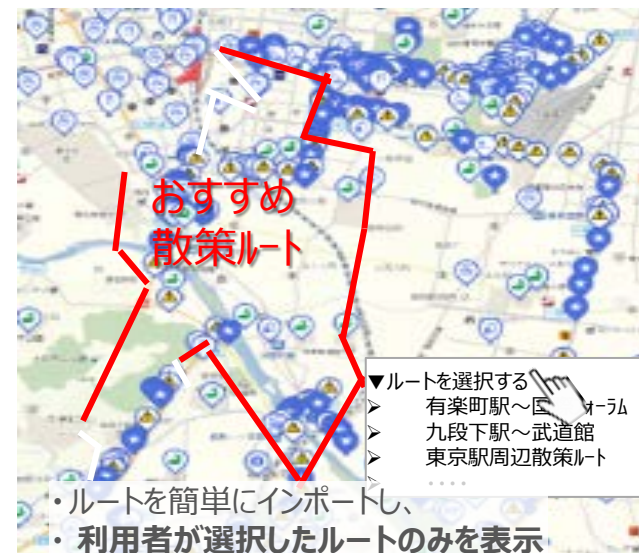 おすすめ
散策ルート
▼ルートを選択する
➢ 有楽町駅～国 ォーラム
➢ 九段下駅～武道館
➢ 東京駅周辺散策ルート
➢ ････
・ルートを簡単にインポートし、
・ 利用者が選択したルートのみを表示